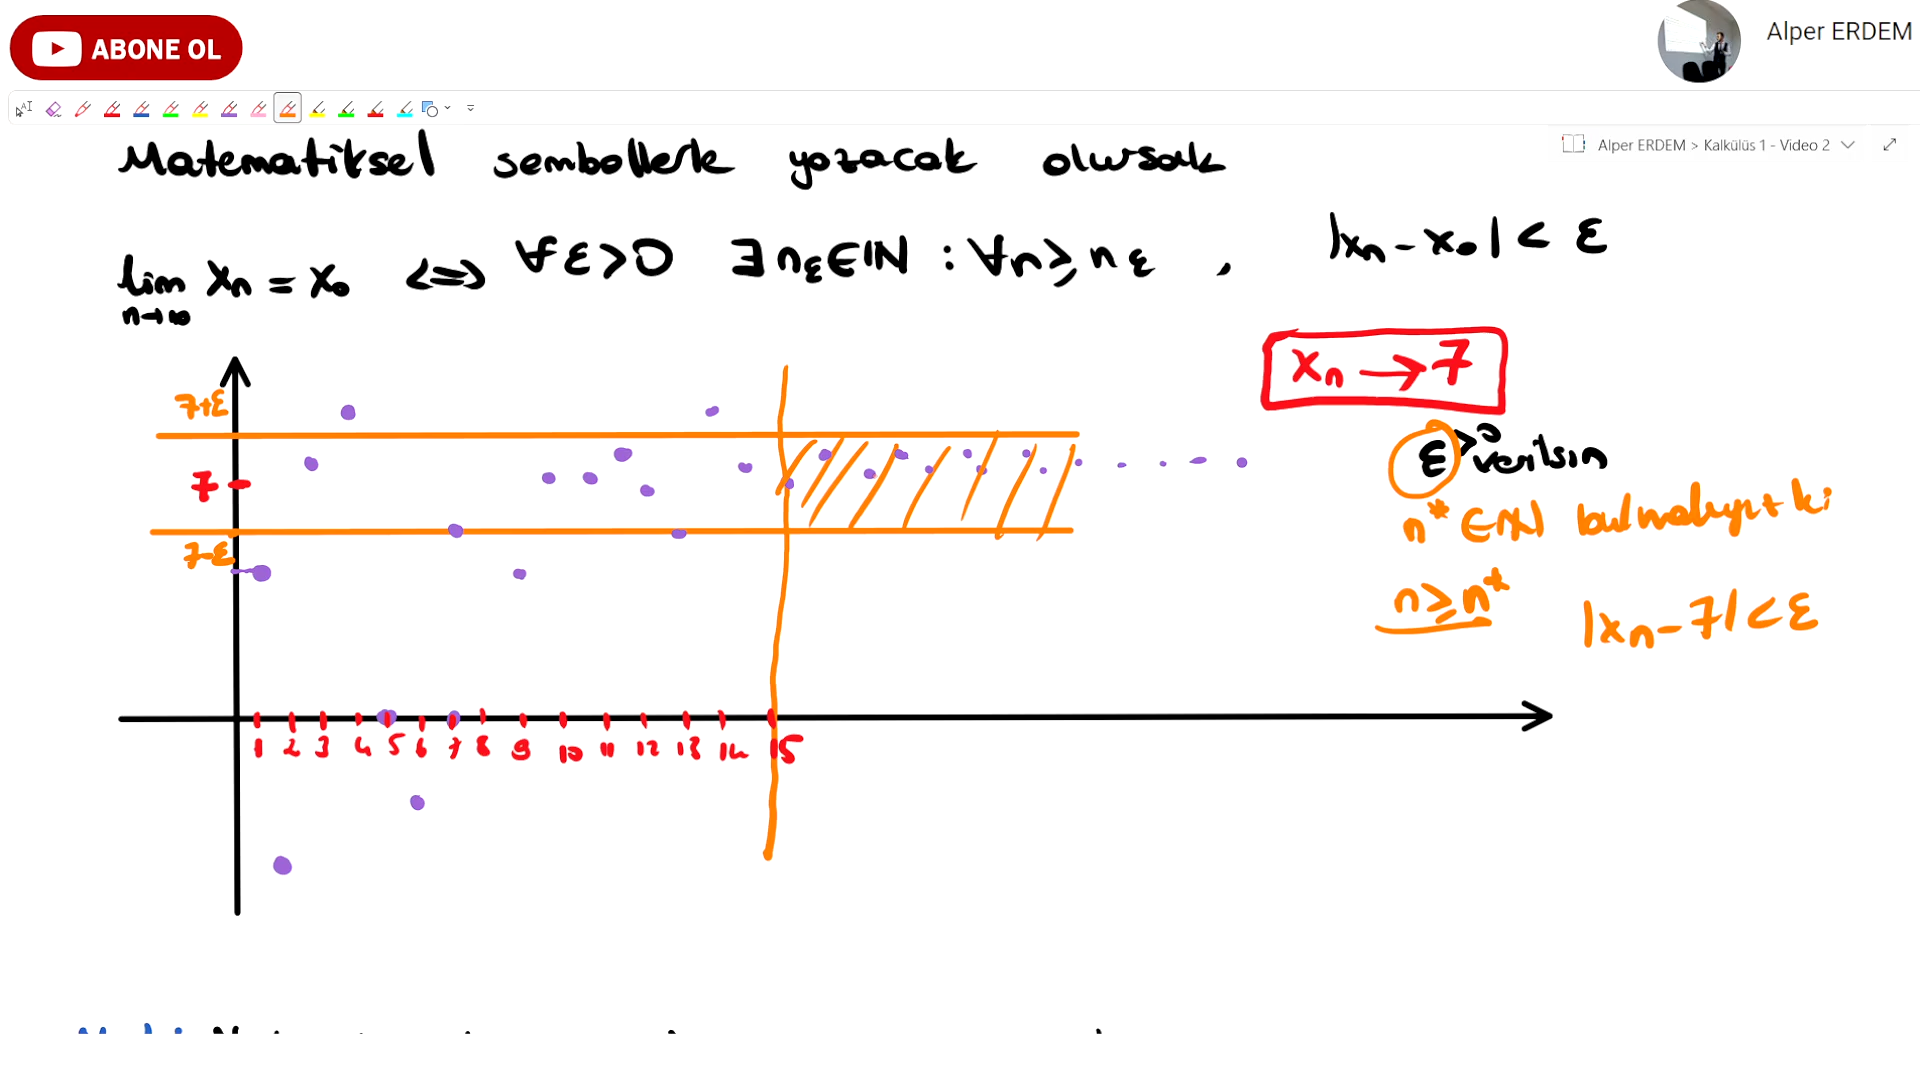 ABONE OL
Alper ERDEM
Alper ERDEM > Kalkülüs 1 - Video 2
Matematiksel sembollerle yazacak olursak
lim xₙ = x₀ ⟺ ∀ε>0 ∃n_ε∈ℕ : ∀n≥n_ε , |xₙ - x₀| < ε
n→∞
xₙ → 7
7+ε
7
7-ε
ε>0 verilsin
n* ∈ℕ bulmalıyız ki
n≥n* |xₙ - 7| < ε
1 2 3 4 5 6 7 8 9 10 11 12 13 14 15